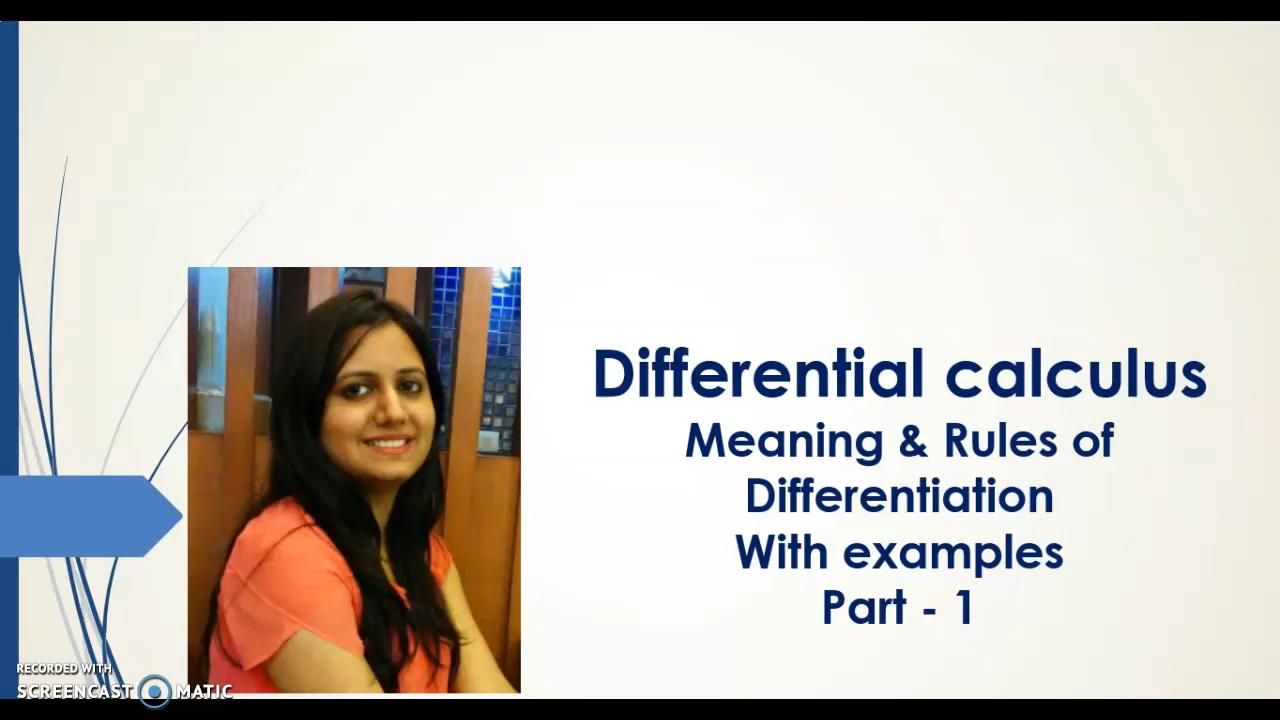 Differential calculus
Meaning & Rules of
Differentiation
With examples
Part - 1
RECORDED WITH
SCREENCAST MATIC